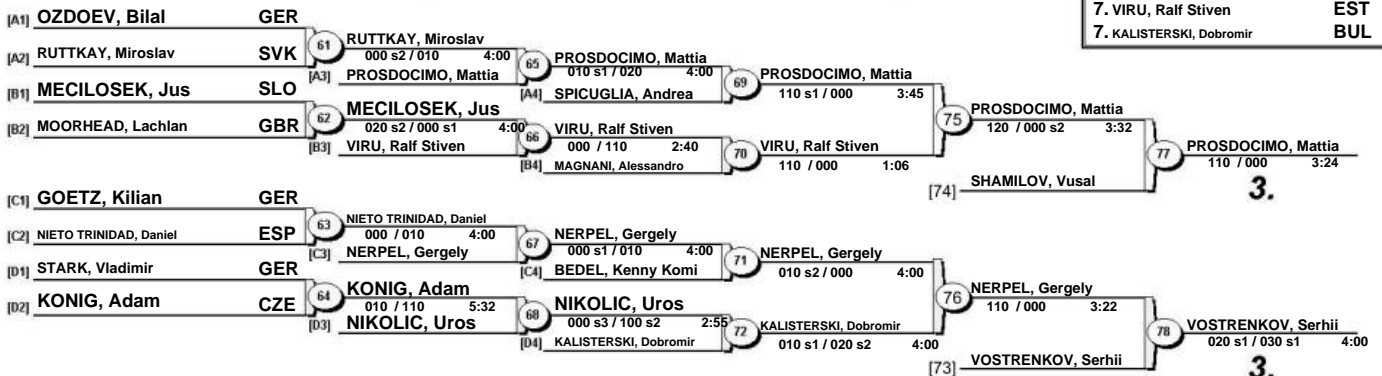 7. VIRU, Ralf Stiven EST
7. KALISTERSKI, Dobromir BUL
[A1] OZDOEV, Bilal GER
61 RUTTKAY, Miroslav
000 s2 / 010 4:00
[A2] RUTTKAY, Miroslav SVK
[A3] PROSDOCIMO, Mattia
65 PROSDOCIMO, Mattia
010 s1 / 020 4:00
[A4] SPICUGLIA, Andrea
69 PROSDOCIMO, Mattia
110 s1 / 000 3:45
[B1] MECILOSEK, Jus SLO
62 MECILOSEK, Jus
020 s2 / 000 s1 4:00
[B2] MOORHEAD, Lachlan GBR
[B3] VIRU, Ralf Stiven
66 VIRU, Ralf Stiven
000 / 110 2:40
[B4] MAGNANI, Alessandro
70 VIRU, Ralf Stiven
110 / 000 1:06
75 PROSDOCIMO, Mattia
120 / 000 s2 3:32
[74] SHAMILOV, Vusal
77 PROSDOCIMO, Mattia
110 / 000 3:24
3.
[C1] GOETZ, Kilian GER
63 NIETO TRINIDAD, Daniel
000 / 010 4:00
[C2] NIETO TRINIDAD, Daniel ESP
[C3] NERPEL, Gergely
67 NERPEL, Gergely
000 s1 / 010 4:00
[C4] BEDEL, Kenny Komi
71 NERPEL, Gergely
010 s2 / 000 4:00
[D1] STARK, Vladimir GER
64 KONIG, Adam
010 / 110 5:32
[D2] KONIG, Adam CZE
[D3] NIKOLIC, Uros
68 NIKOLIC, Uros
000 s3 / 100 s2 2:55
[D4] KALISTERSKI, Dobromir
72 KALISTERSKI, Dobromir
010 s1 / 020 s2 4:00
76 NERPEL, Gergely
110 / 000 3:22
[73] VOSTRENKOV, Serhii
78 VOSTRENKOV, Serhii
020 s1 / 030 s1 4:00
3.